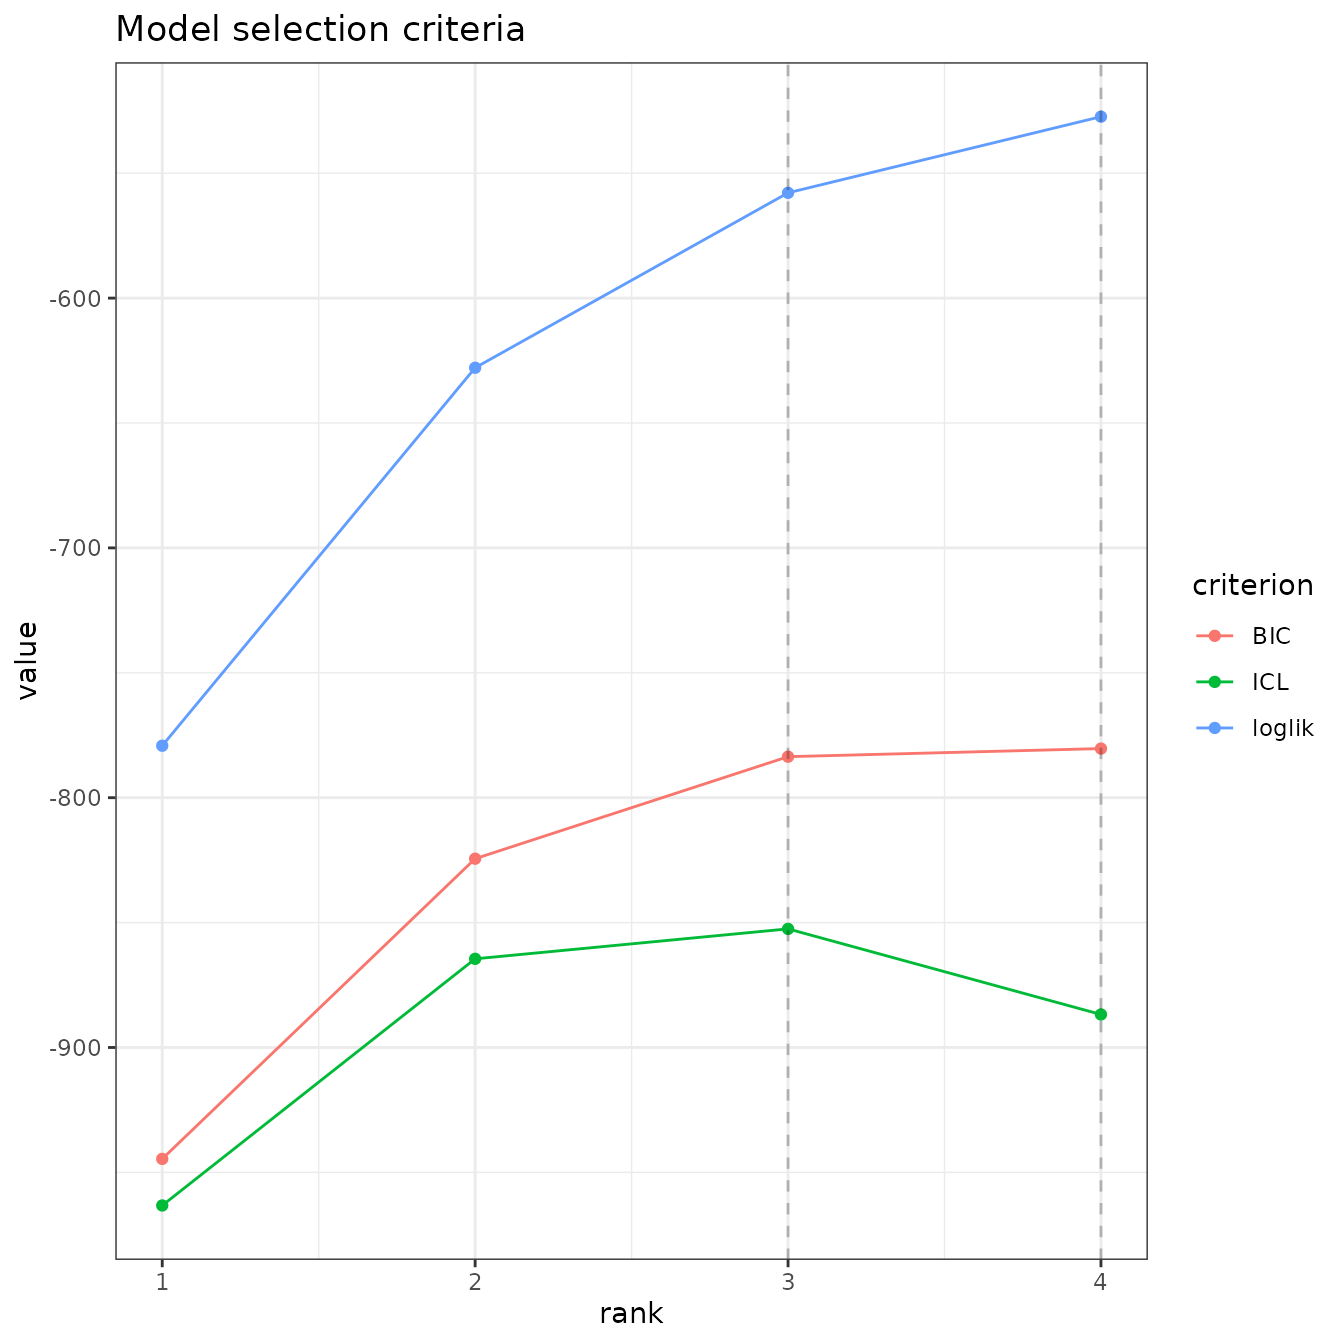 Model selection criteria
-600
-700
-800
-900
value
1 2 3 4
rank
criterion
BIC
ICL
loglik